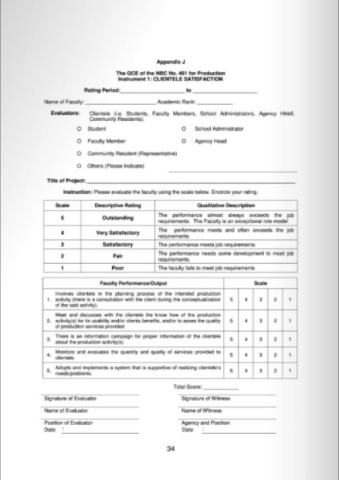 Appendix J
The QCE of the NBC No. 461 for Production
Instrument 1: CLIENTELE SATISFACTION
Rating Period: ____________ to ____________
Name of Faculty: ____________ Academic Rank: ____________
Evaluators: Clientele (i.e. Students, Faculty Members, School Administrators, Agency Head, Community Residents).
O Student O School Administrator
O Faculty Member O Agency Head
O Community Resident (Representative)
O Others (Please Indicate) ____________
Title of Project: ____________
Instruction: Please evaluate the faculty using the scale below. Encircle your rating.
Scale Descriptive Rating Qualitative Description
5 Outstanding The performance almost always exceeds the job requirements. The Faculty is an exceptional role model
4 Very Satisfactory The performance meets and often exceeds the job requirements
3 Satisfactory The performance meets job requirements
2 Fair The performance needs some development to meet job requirements.
1 Poor The faculty fails to meet job requirements
Faculty Performance/Output Scale
1. Involves clientele in the planning process of the intended production activity (there is a consultation with the client during the conceptualization of the said activity). 5 4 3 2 1
2. Meet and discusses with the clientele the know how of the production activity(s) for its usability and/or clients benefits, and/or to asses the quality of production services provided 5 4 3 2 1
3. There is an information campaign for proper information of the clientele about the production activity(s). 5 4 3 2 1
4. Monitors and evaluates the quantity and quality of services provided to clientele. 5 4 3 2 1
5. Adopts and implements a system that is supportive of realizing clientele's needs/problems. 5 4 3 2 1
Total Score: ____________
Signature of Evaluator Signature of Witness
Name of Evaluator Name of Witness
Position of Evaluator Agency and Position
Date Date
34